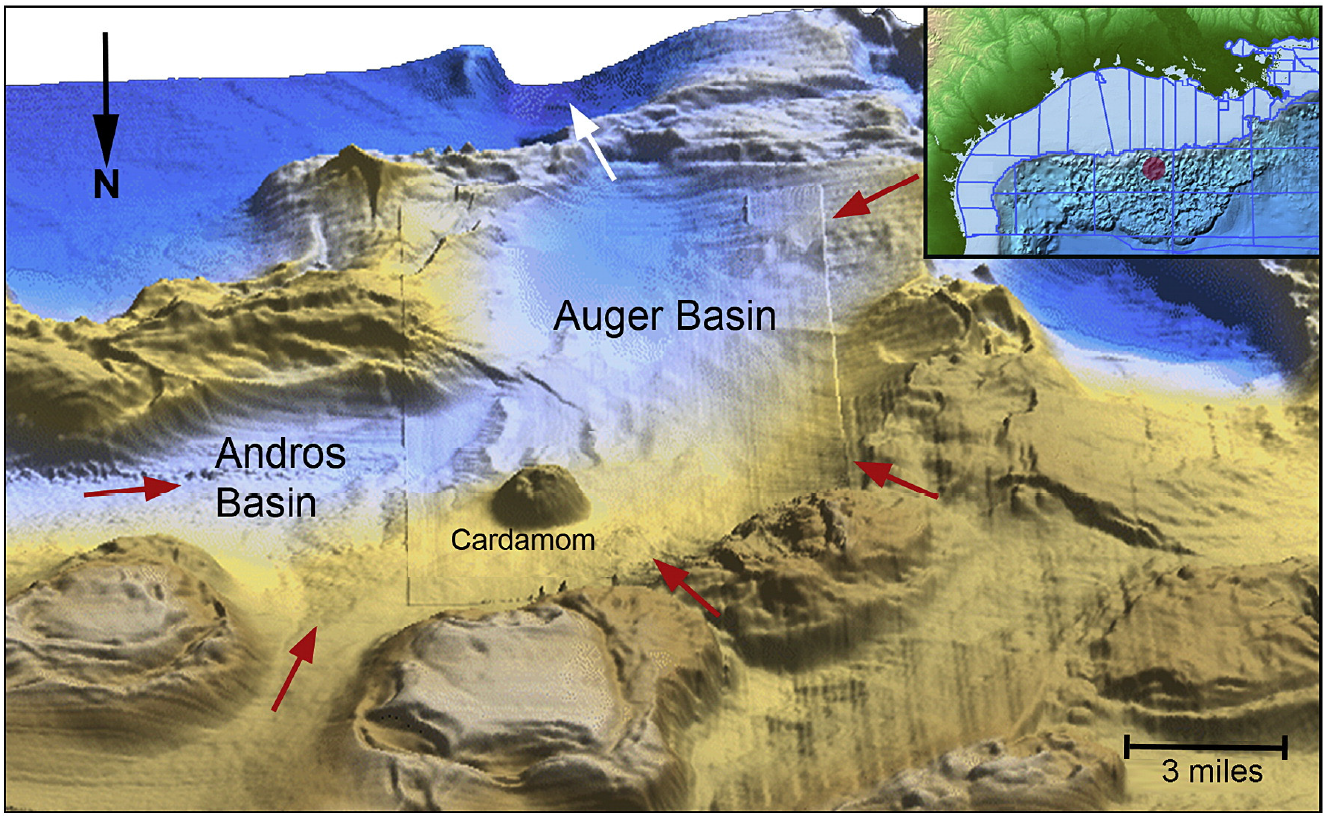 N
Auger Basin
Andros
Basin
Cardamom
3 miles